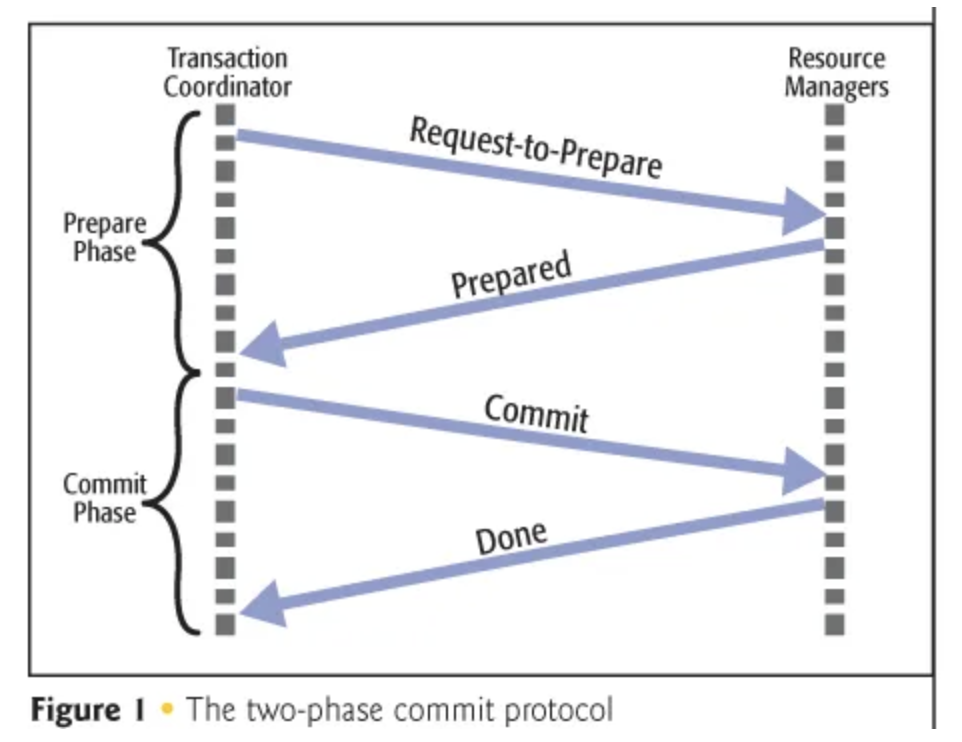 Transaction
Coordinator
Resource
Managers
Request-to-Prepare
Prepare
Phase
Prepared
Commit
Commit
Phase
Done
Figure 1 • The two-phase commit protocol